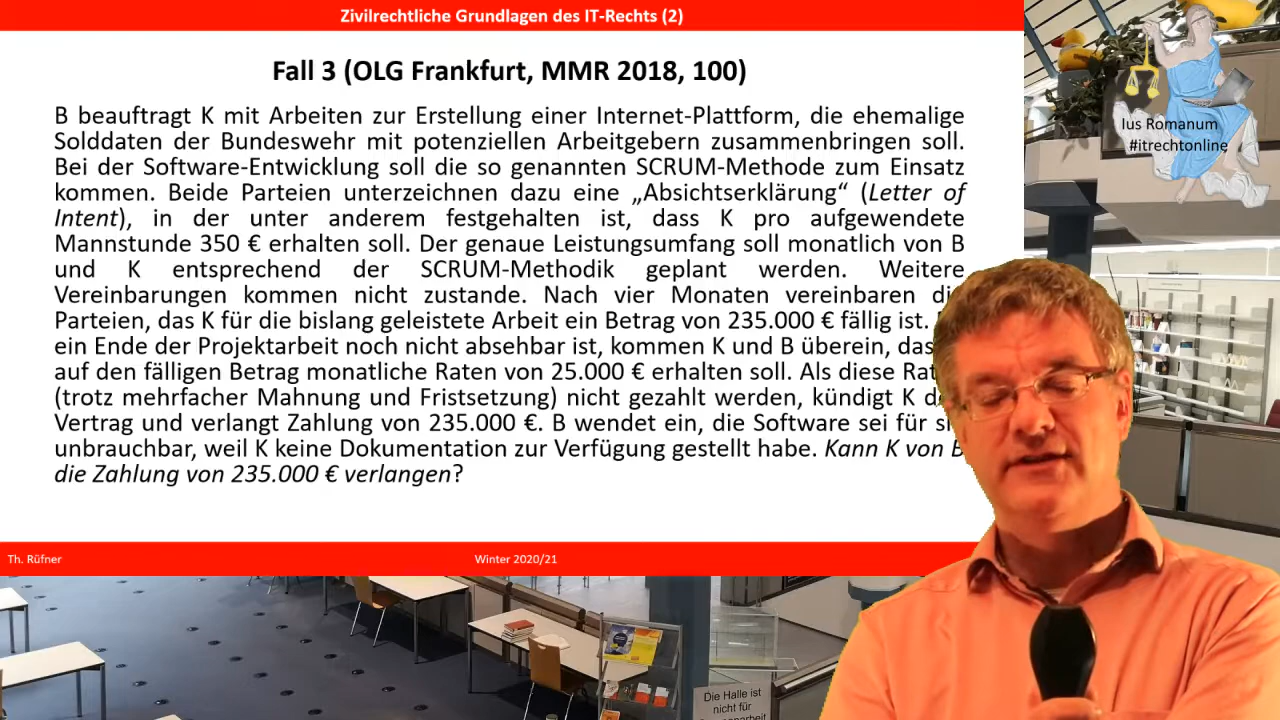 Zivilrechtliche Grundlagen des IT-Rechts (2)
Fall 3 (OLG Frankfurt, MMR 2018, 100)
B beauftragt K mit Arbeiten zur Erstellung einer Internet-Plattform, die ehemalige
Solddaten der Bundeswehr mit potenziellen Arbeitgebern zusammenbringen soll.
Bei der Software-Entwicklung soll die so genannten SCRUM-Methode zum Einsatz
kommen. Beide Parteien unterzeichnen dazu eine „Absichtserklärung“ (Letter of
Intent), in der unter anderem festgehalten ist, dass K pro aufgewendete
Mannstunde 350 € erhalten soll. Der genaue Leistungsumfang soll monatlich von B
und K entsprechend der SCRUM-Methodik geplant werden. Weitere
Vereinbarungen kommen nicht zustande. Nach vier Monaten vereinbaren
Parteien, das K für die bislang geleistete Arbeit ein Betrag von 235.000 € fällig ist.
ein Ende der Projektarbeit noch nicht absehbar ist, kommen K und B überein,
auf den fälligen Betrag monatliche Raten von 25.000 € erhalten soll. Als diese
(trotz mehrfacher Mahnung und Fristsetzung) nicht gezahlt werden, kündigt K
Vertrag und verlangt Zahlung von 235.000 €. B wendet ein, die Software sei für
unbrauchbar, weil K keine Dokumentation zur Verfügung gestellt habe. Kann K von B
die Zahlung von 235.000 € verlangen?
Th. Rüfner
Winter 2020/21
Ius Romanum
#itrechtonline
Die Halle ist
nicht für